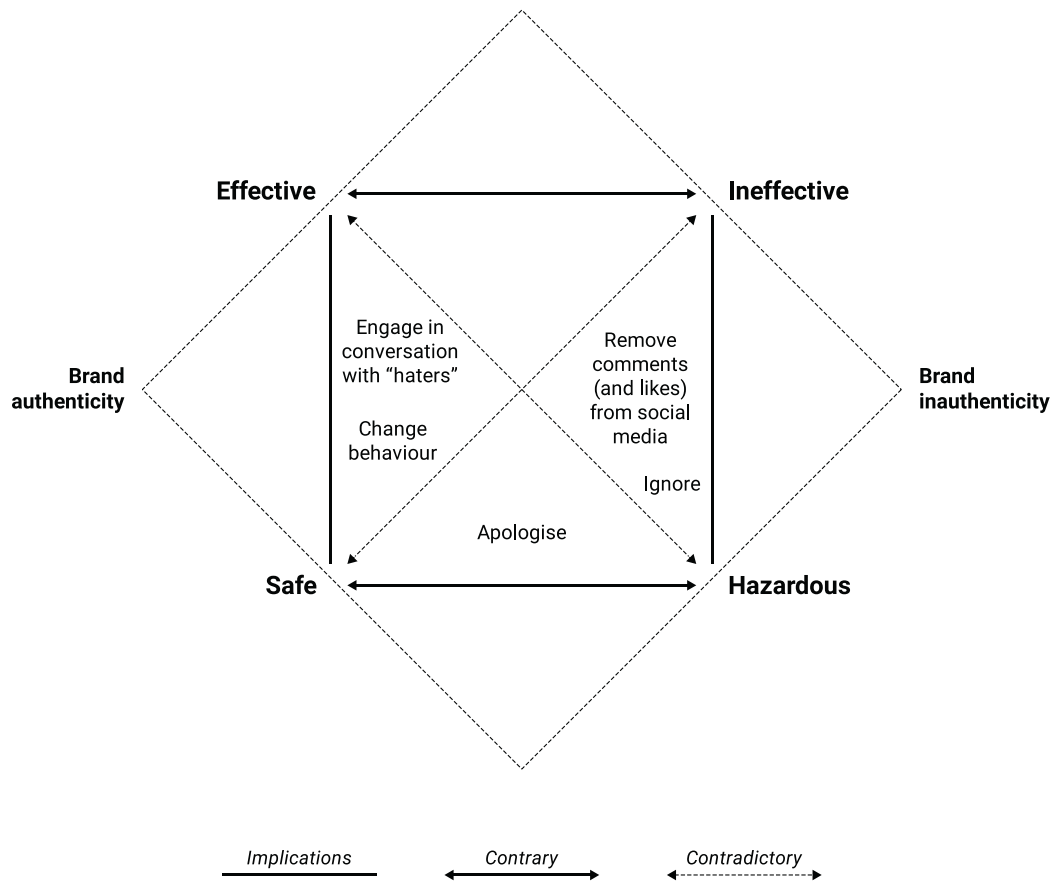 Effective
Ineffective
Engage in
conversation
with “haters”
Change
behaviour
Remove
comments
(and likes)
from social
media
Ignore
Brand
authenticity
Brand
inauthenticity
Apologise
Safe
Hazardous
Implications
Contrary
Contradictory